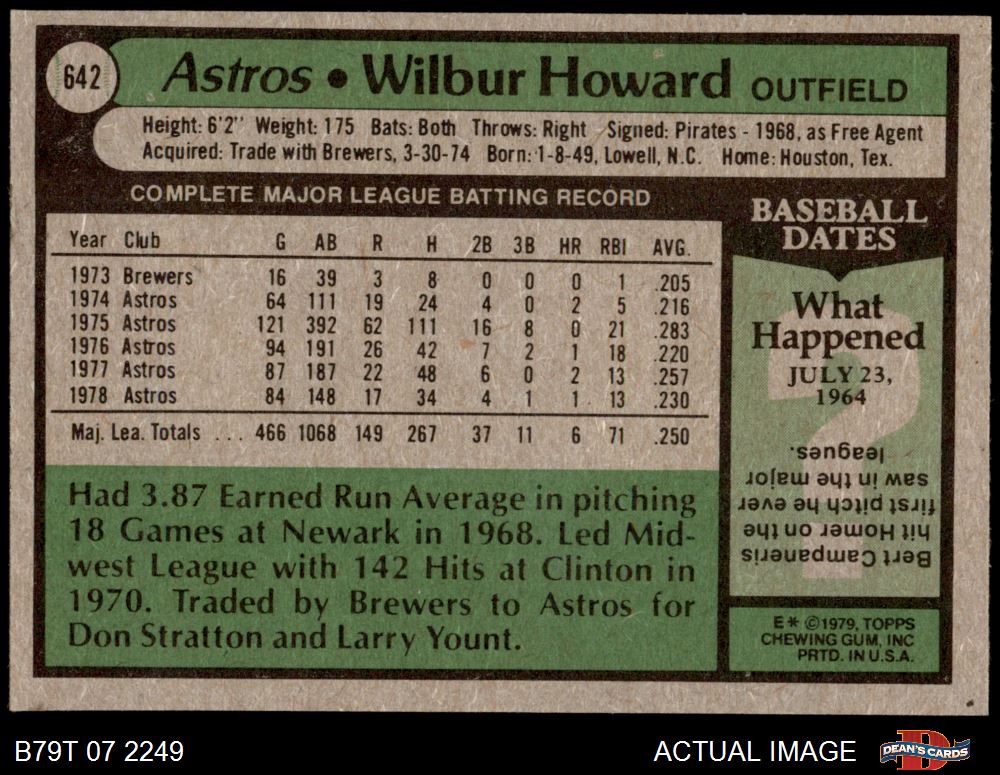 642
Astros • Wilbur Howard OUTFIELD
Height: 6'2" Weight: 175 Bats: Both Throws: Right Signed: Pirates - 1968, as Free Agent
Acquired: Trade with Brewers, 3-30-74 Born: 1-8-49, Lowell, N.C. Home: Houston, Tex.
COMPLETE MAJOR LEAGUE BATTING RECORD
Year Club G AB R H 2B 3B HR RBI AVG.
1973 Brewers 16 39 3 8 0 0 0 1 .205
1974 Astros 64 111 19 24 4 0 2 5 .216
1975 Astros 121 392 62 111 16 8 0 21 .283
1976 Astros 94 191 26 42 7 2 1 18 .220
1977 Astros 87 187 22 48 6 0 2 13 .257
1978 Astros 84 148 17 34 4 1 1 13 .230
Maj. Lea. Totals ... 466 1068 149 267 37 11 6 71 .250
Had 3.87 Earned Run Average in pitching
18 Games at Newark in 1968. Led Mid-
west League with 142 Hits at Clinton in
1970. Traded by Brewers to Astros for
Don Stratton and Larry Yount.
BASEBALL
DATES
What
Happened
JULY 23,
1964
Bert Campaneris
hit Homer on the
first pitch he ever
saw in the major
leagues.
E* ©1979, TOPPS
CHEWING GUM, INC
PRTD. IN U.S.A.
B79T 07 2249
ACTUAL IMAGE
DEAN'S CARDS